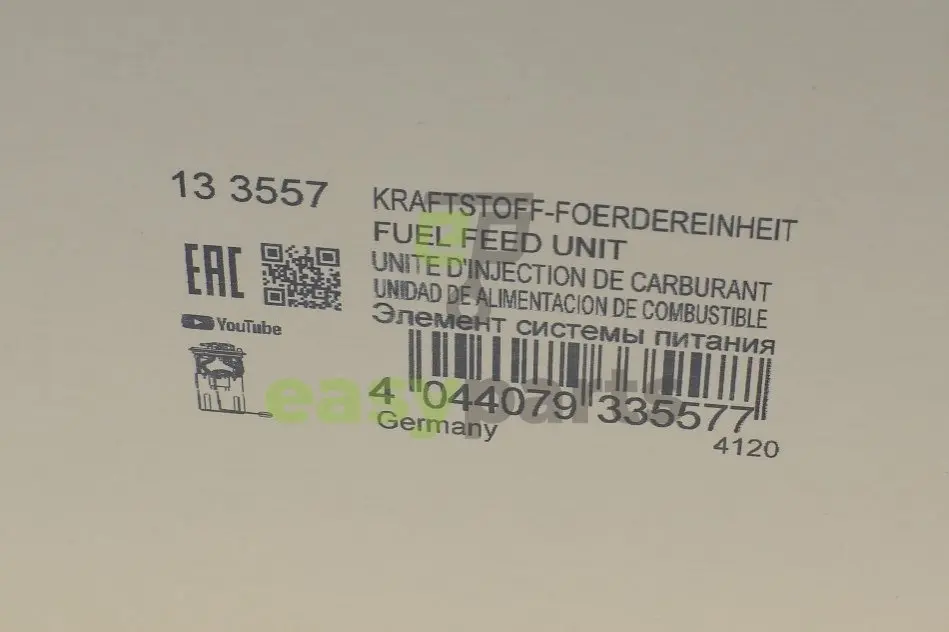 13 3557
KRAFTSTOFF-FOERDEREINHEIT
FUEL FEED UNIT
UNITE D'INJECTION DE CARBURANT
UNIDAD DE ALIMENTACION DE COMBUSTIBLE
Элемент системы питания
EAC
YouTube
4 044079 335577
Germany
4120
easyparts